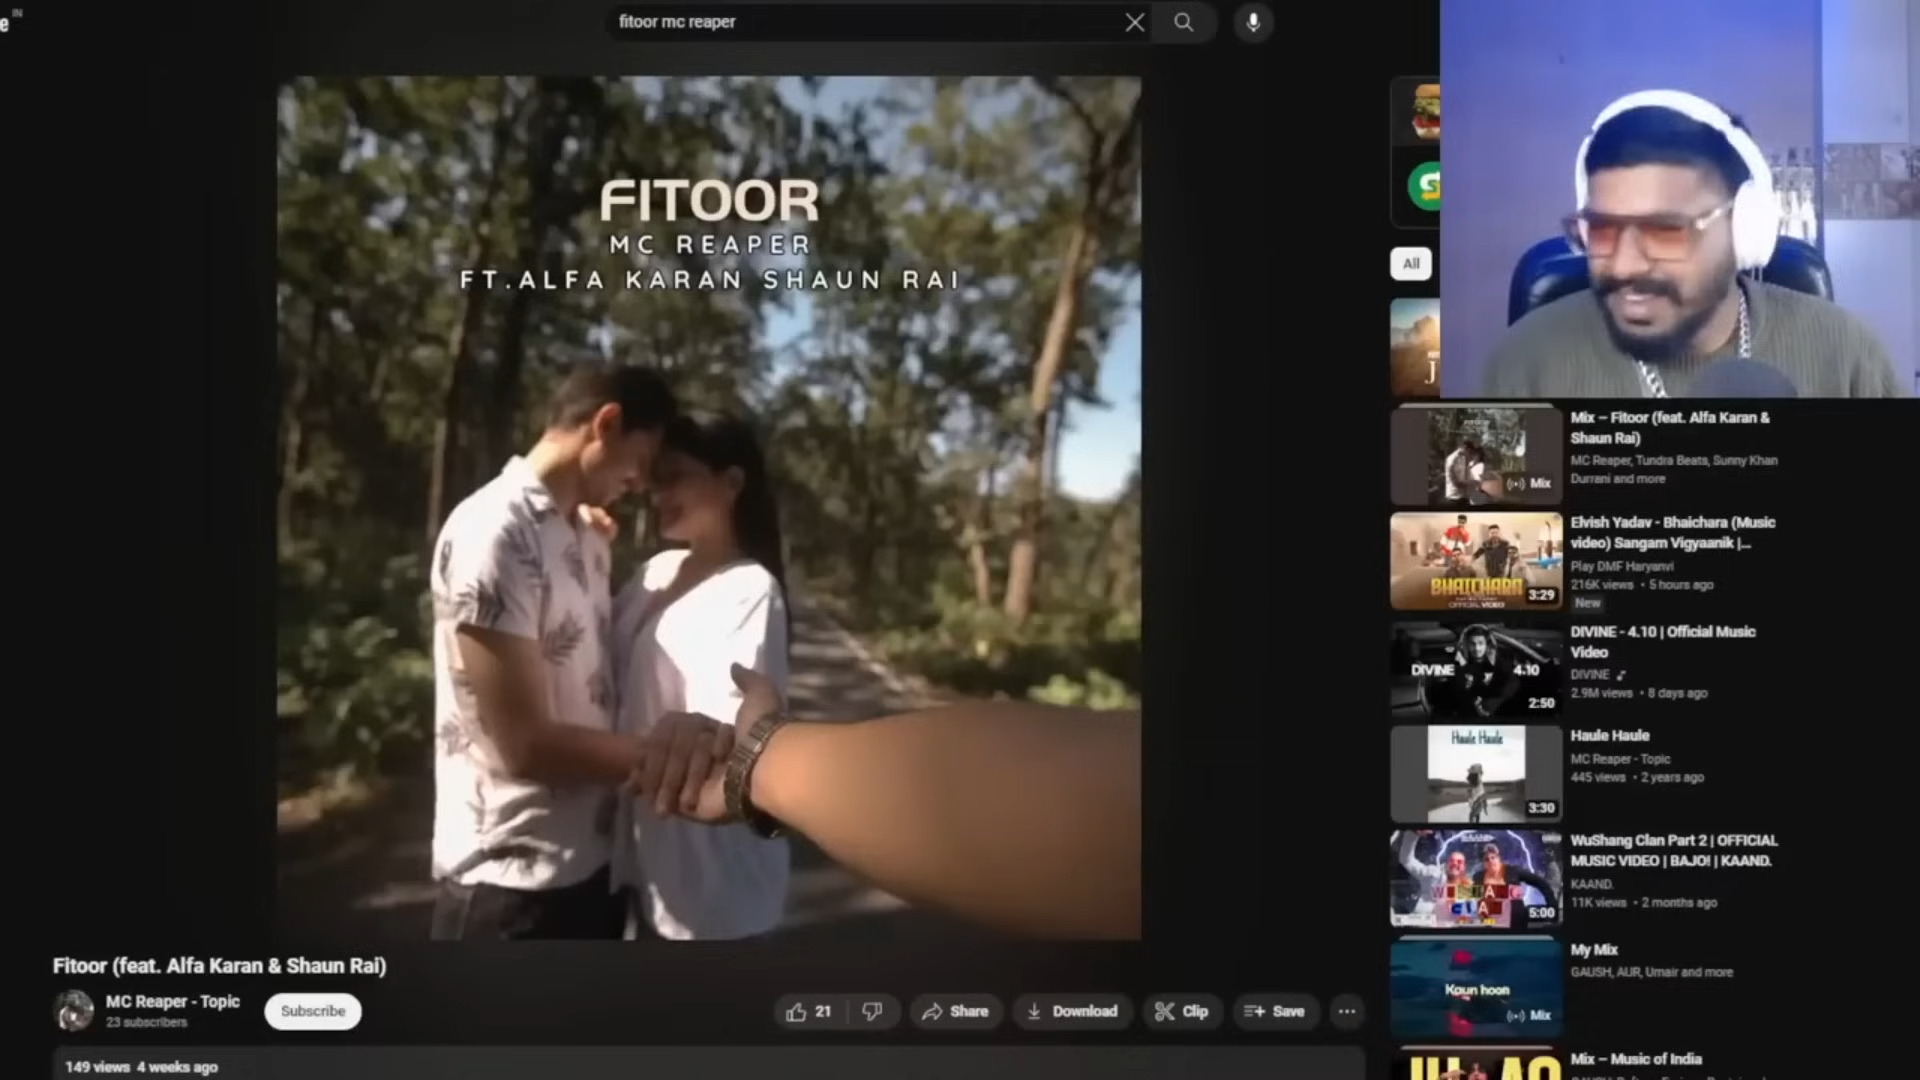 IN
e
fitoor mc reaper
FITOOR
MC REAPER
FT.ALFA KARAN SHAUN RAI
Fitoor (feat. Alfa Karan & Shaun Rai)
MC Reaper - Topic
23 subscribers
Subscribe
21
Share
Download
Clip
Save
149 views 4 weeks ago
All
J
Mix
Mix – Fitoor (feat. Alfa Karan &
Shaun Rai)
MC Reaper, Tundra Beats, Sunny Khan
Durrani and more
BHAICHARA
OFFICIAL VIDEO
3:29
Elvish Yadav - Bhaichara (Music
video) Sangam Vigyaanik |...
Play DMF Haryanvi
216K views • 5 hours ago
New
DIVINE
4.10
2:50
DIVINE - 4.10 | Official Music
Video
DIVINE
2.9M views • 8 days ago
Haule Haule
3:30
Haule Haule
MC Reaper - Topic
445 views • 2 years ago
5:00
WuShang Clan Part 2 | OFFICIAL
MUSIC VIDEO | BAJO! | KAAND.
KAAND.
11K views • 2 months ago
Kaun hoon
Mix
My Mix
GAUSH, AUR, Umair and more
Mix – Music of India